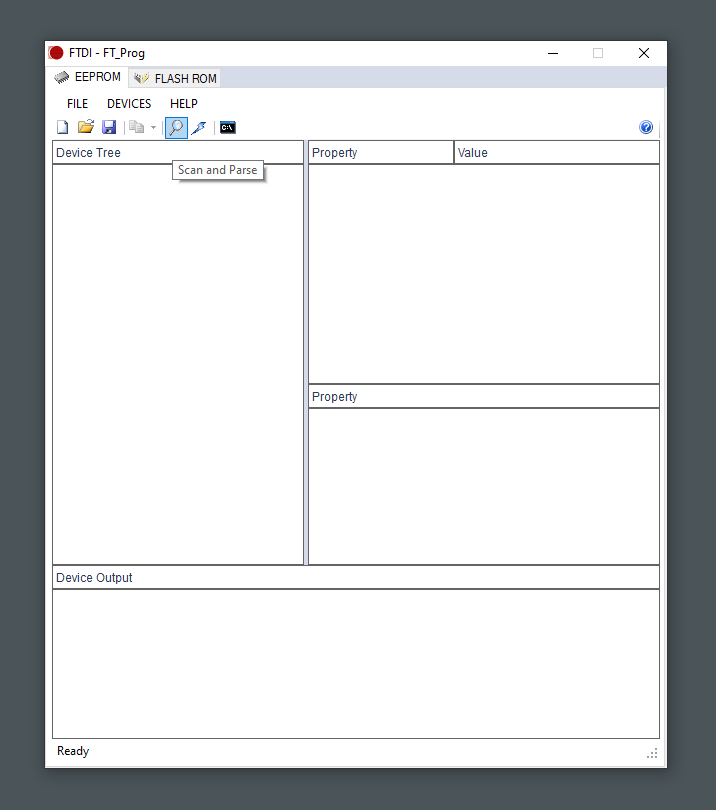 FTDI - FT_Prog
EEPROM FLASH ROM
FILE DEVICES HELP
C:\
?
Device Tree Property Value
Scan and Parse
Property
Device Output
Ready